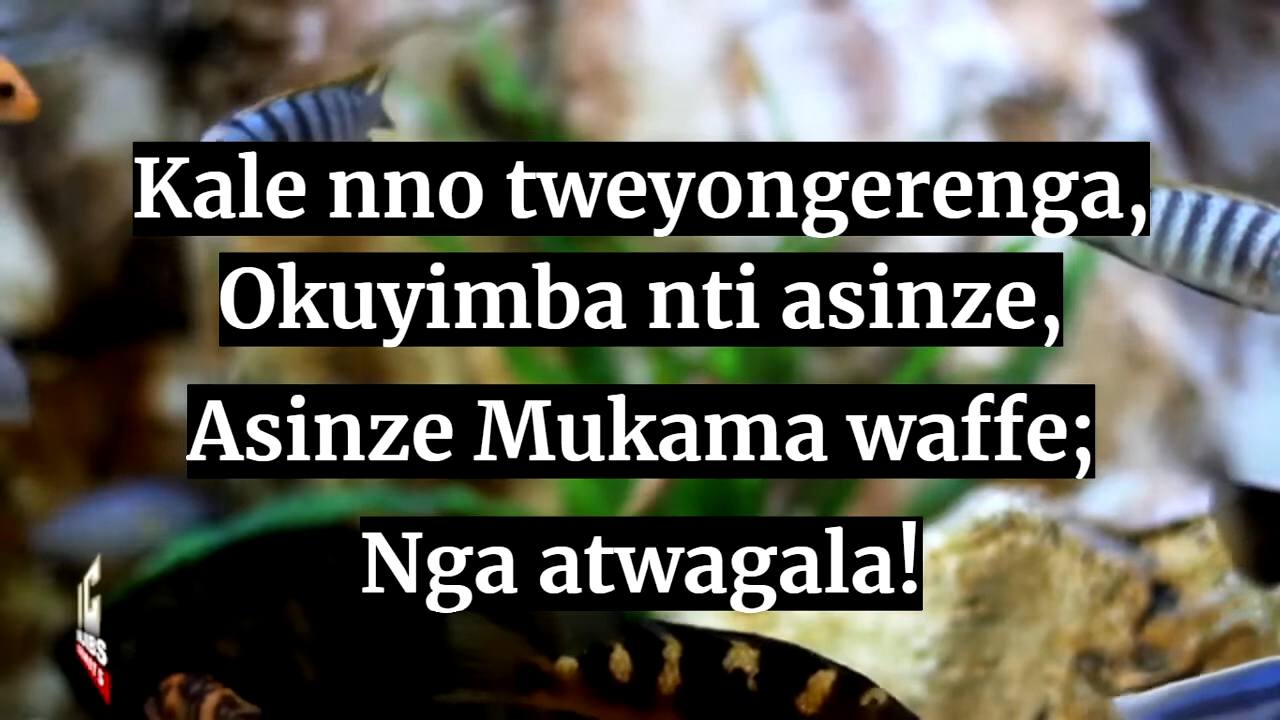 Kale nno tweyongerenga,
Okuyimba nti asinze,
Asinze Mukama waffe;
Nga atwagala!